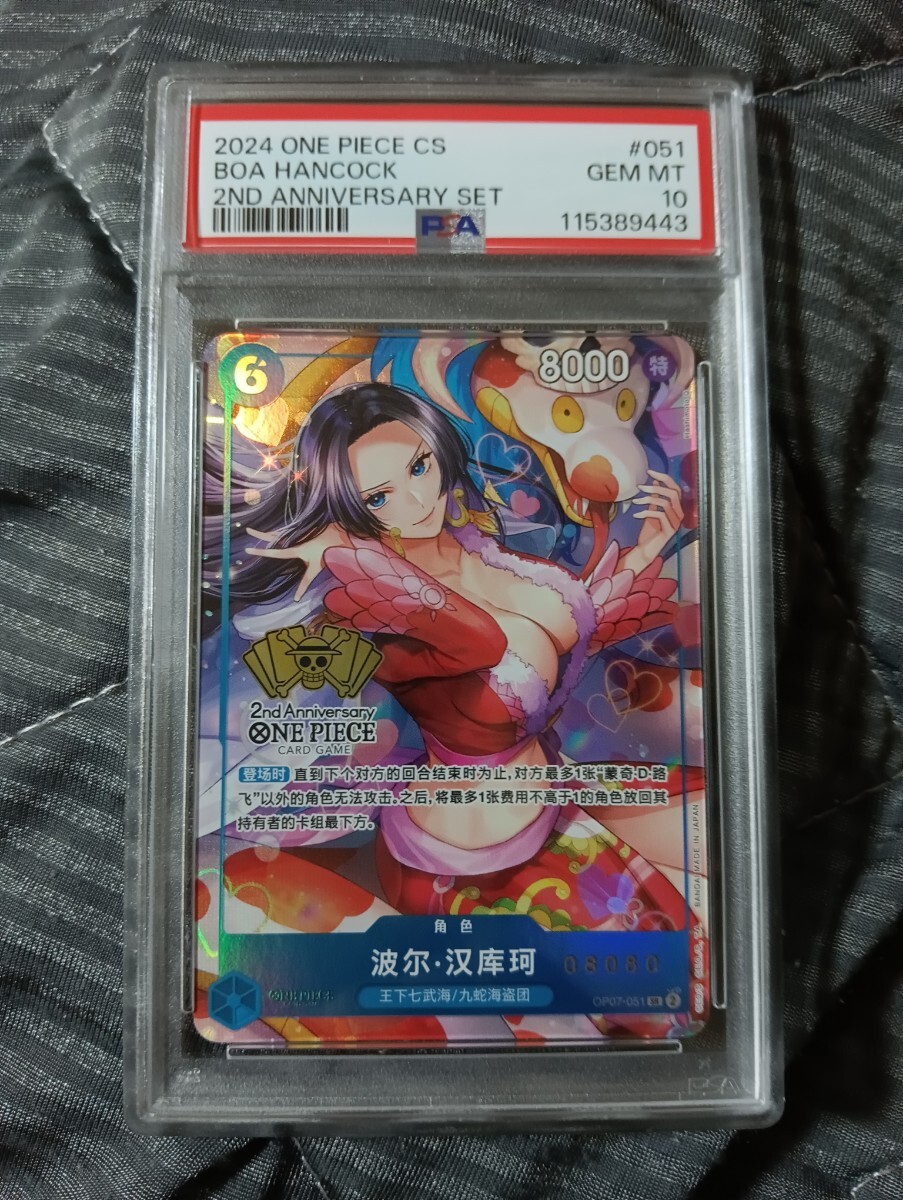 2024 ONE PIECE CS
#051
BOA HANCOCK
GEM MT
2ND ANNIVERSARY SET
10
PSA
115389443
6
8000
特
2nd Anniversary
ONE PIECE
CARD GAME
登场时 直到下个对方的回合结束时为止,对方最多1张“蒙奇·D·路
飞”以外的角色无法攻击。之后,将最多1张费用不高于1的角色放回其
持有者的卡组最下方。
BANDAI MADE IN JAPAN
角色
波尔·汉库珂
ONE PIECE
王下七武海/九蛇海盗团
OP07-051 SR 2
PSA